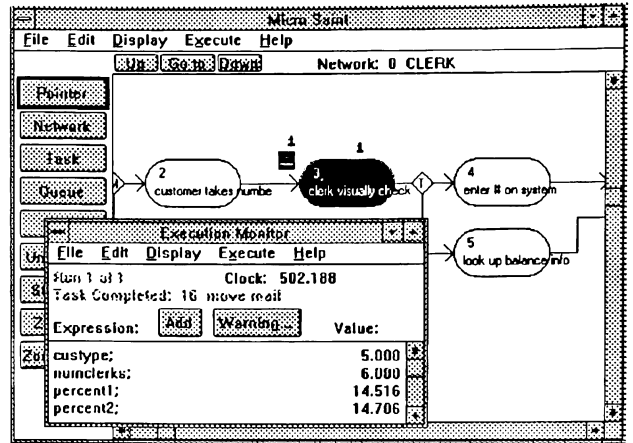 Micro Saint
File Edit Display Execute Help
Up Go to Down Network: 0 CLERK
Pointer
Network
Task
Queue
1 1
2
customer takes numbe
3
clerk visually check
T
4
enter # on system
5
look up balance info
Execution Monitor
File Edit Display Execute Help
Run 1 of 1 Clock: 502.188
Task Completed: 16 move mail
Expression: Add Warning... Value:
custype; 5.000
numclerks; 6.000
percent1; 14.516
percent2; 14.706
Un
Z